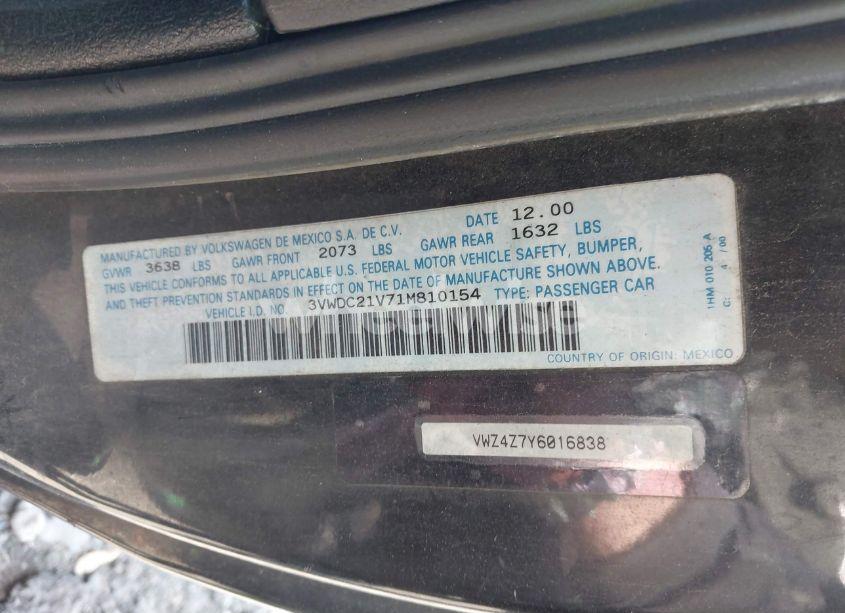 MANUFACTURED BY VOLKSWAGEN DE MEXICO S.A. DE C.V. DATE 12.00
GVWR 3638 LBS GAWR FRONT 2073 LBS GAWR REAR 1632 LBS
THIS VEHICLE CONFORMS TO ALL APPLICABLE U.S. FEDERAL MOTOR VEHICLE SAFETY, BUMPER,
AND THEFT PREVENTION STANDARDS IN EFFECT ON THE DATE OF MANUFACTURE SHOWN ABOVE.
VEHICLE I.D. NO. 3VWDC21V71M810154 TYPE: PASSENGER CAR
COUNTRY OF ORIGIN: MEXICO
1HM 010 205 A
C: 4 / 00
VWZ4Z7Y6016838